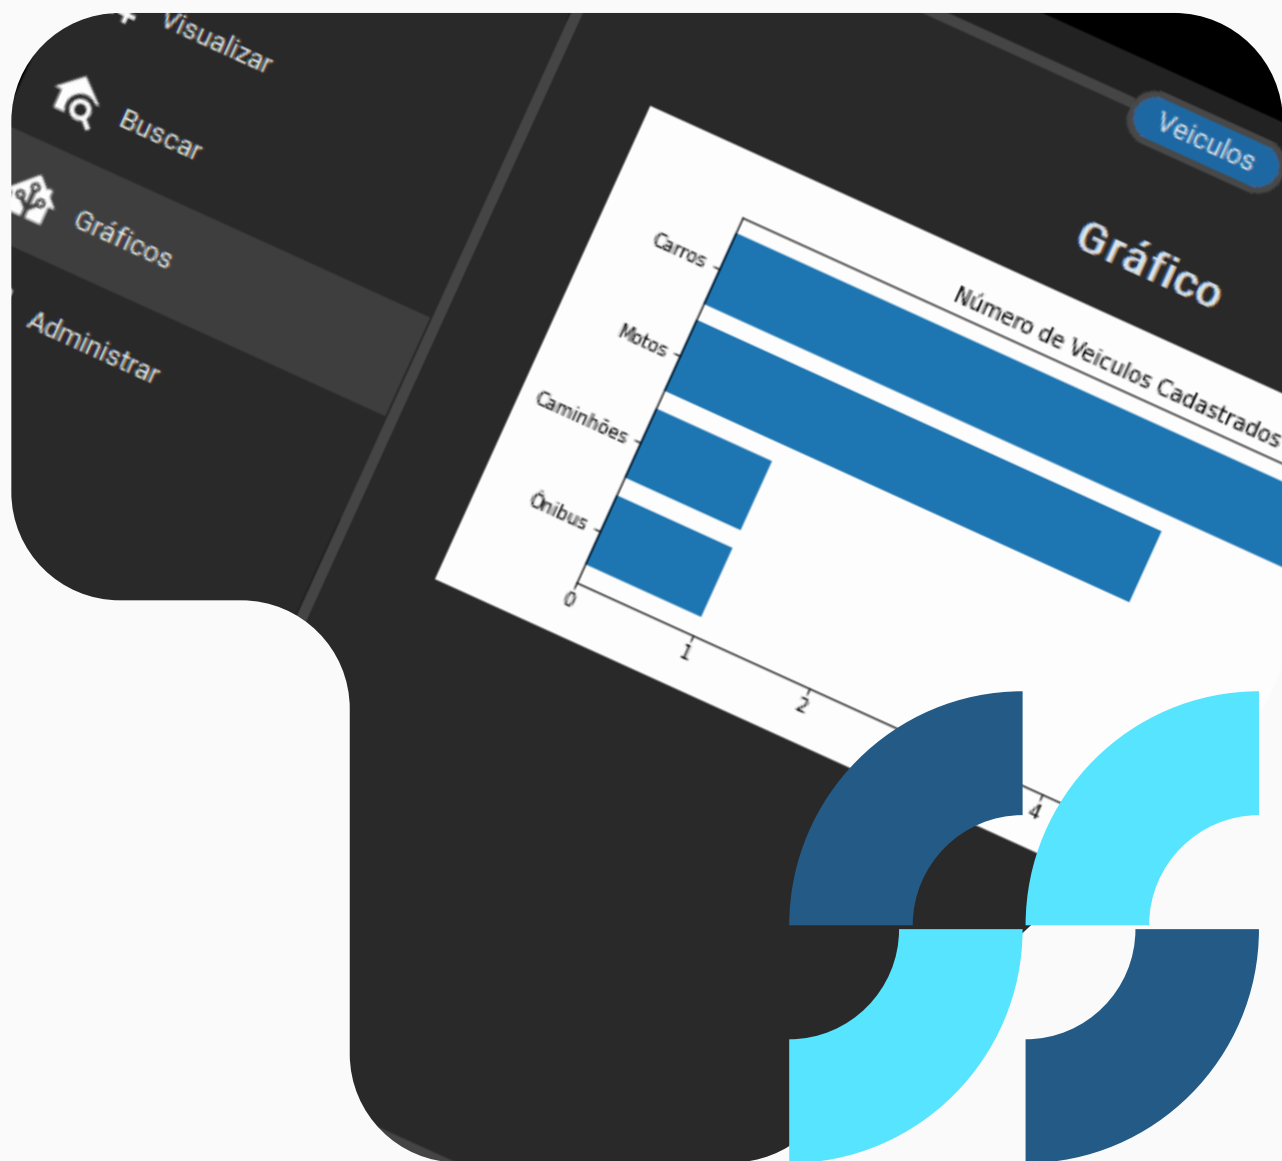 Visualizar
Buscar
Gráficos
Administrar
Veiculos
Gráfico
Número de Veiculos Cadastrados
Carros
Motos
Caminhões
Ônibus
0
1
2
4